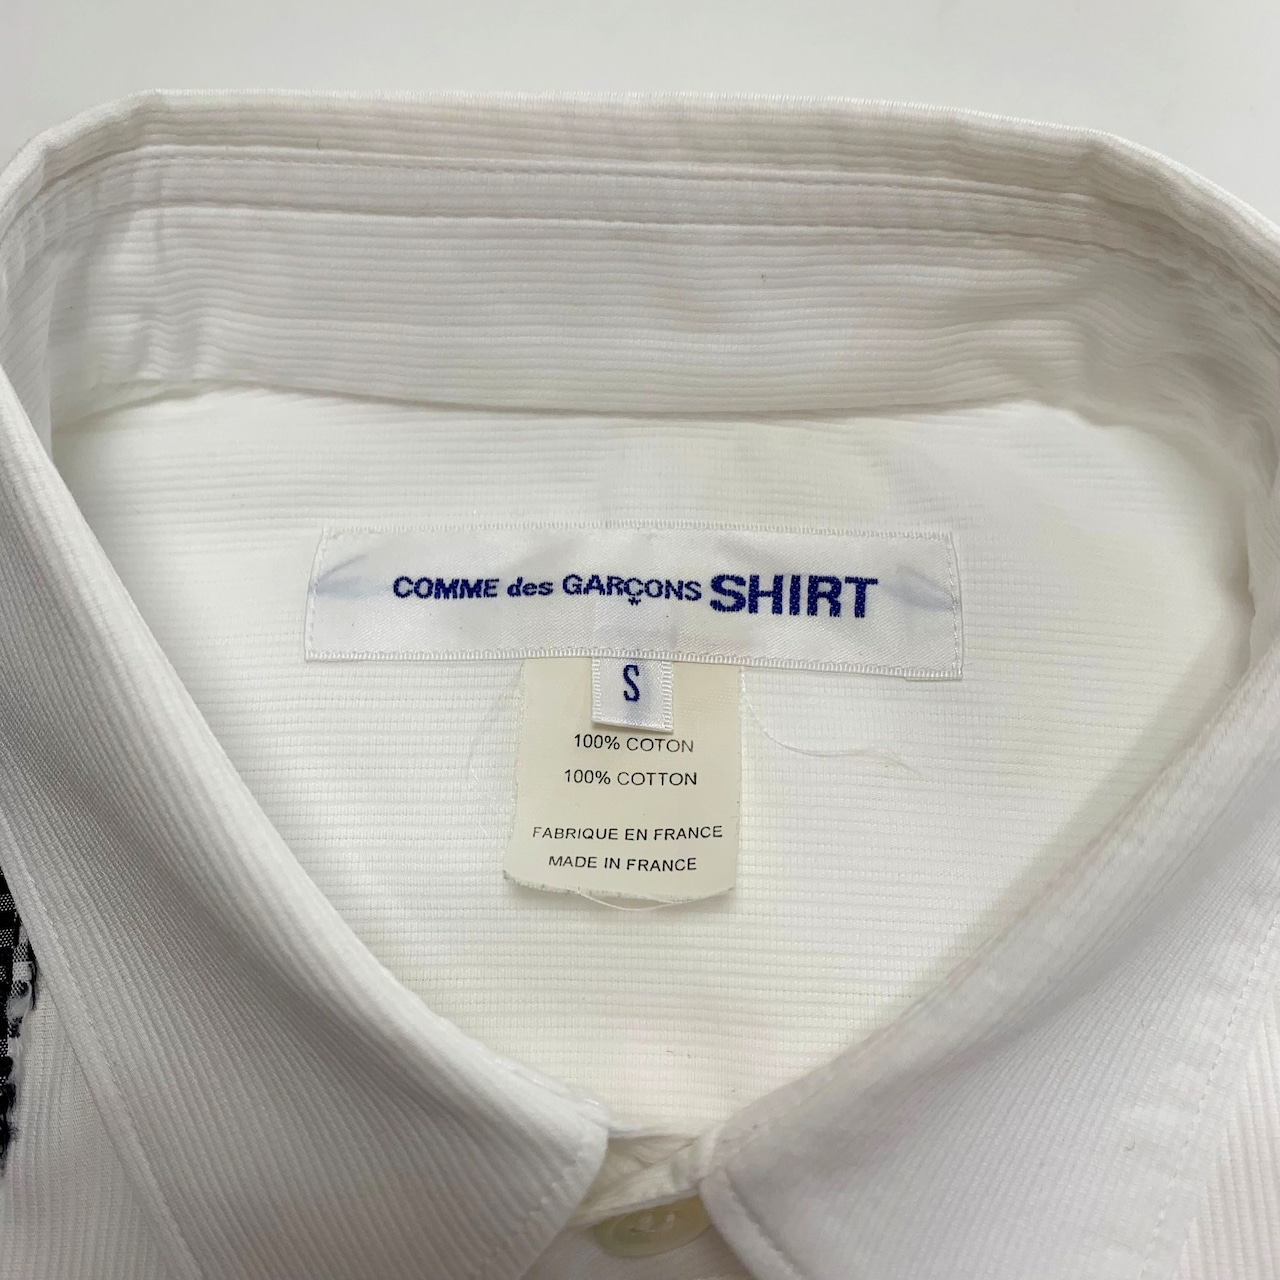 COMME des GARÇONS SHIRT
S
100% COTON
100% COTTON
FABRIQUE EN FRANCE
MADE IN FRANCE